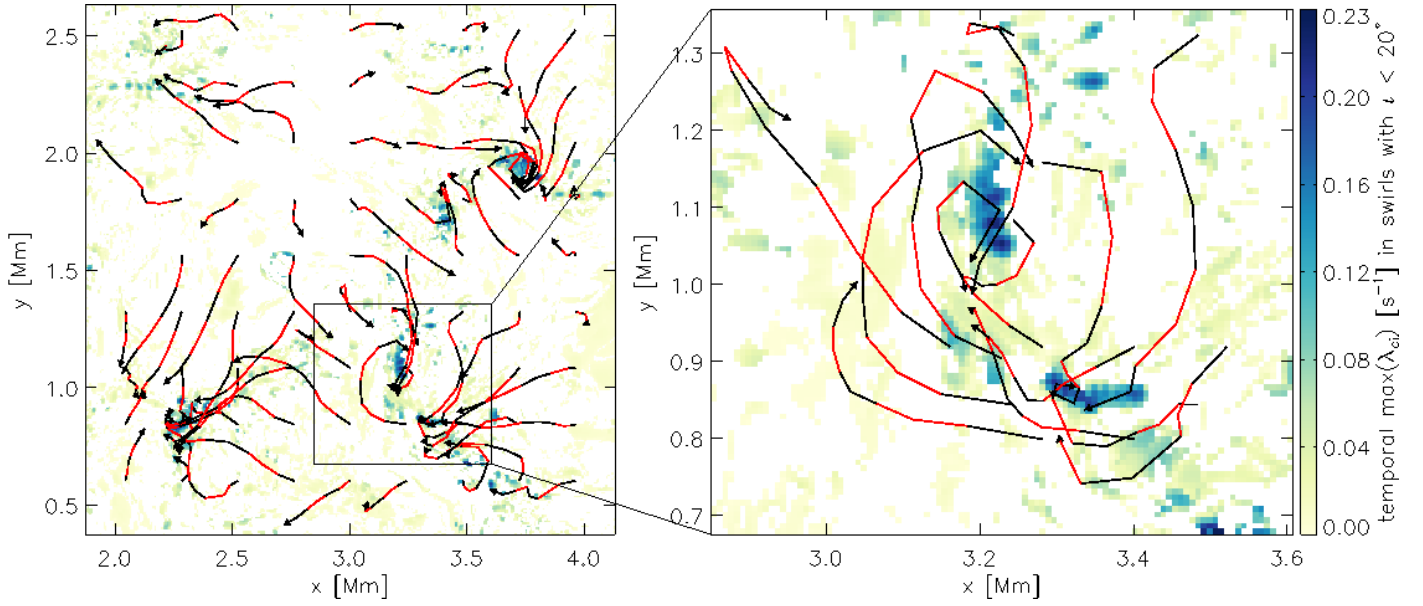 2.5
2.0
1.5
1.0
0.5
y [Mm]
2.0 2.5 3.0 3.5 4.0
x [Mm]
1.3
1.2
1.1
1.0
0.9
0.8
0.7
y [Mm]
3.0 3.2 3.4 3.6
x [Mm]
0.23
0.20
0.16
0.12
0.08
0.04
0.00
temporal max(λ_ci) [s⁻¹] in swirls with ι < 20°